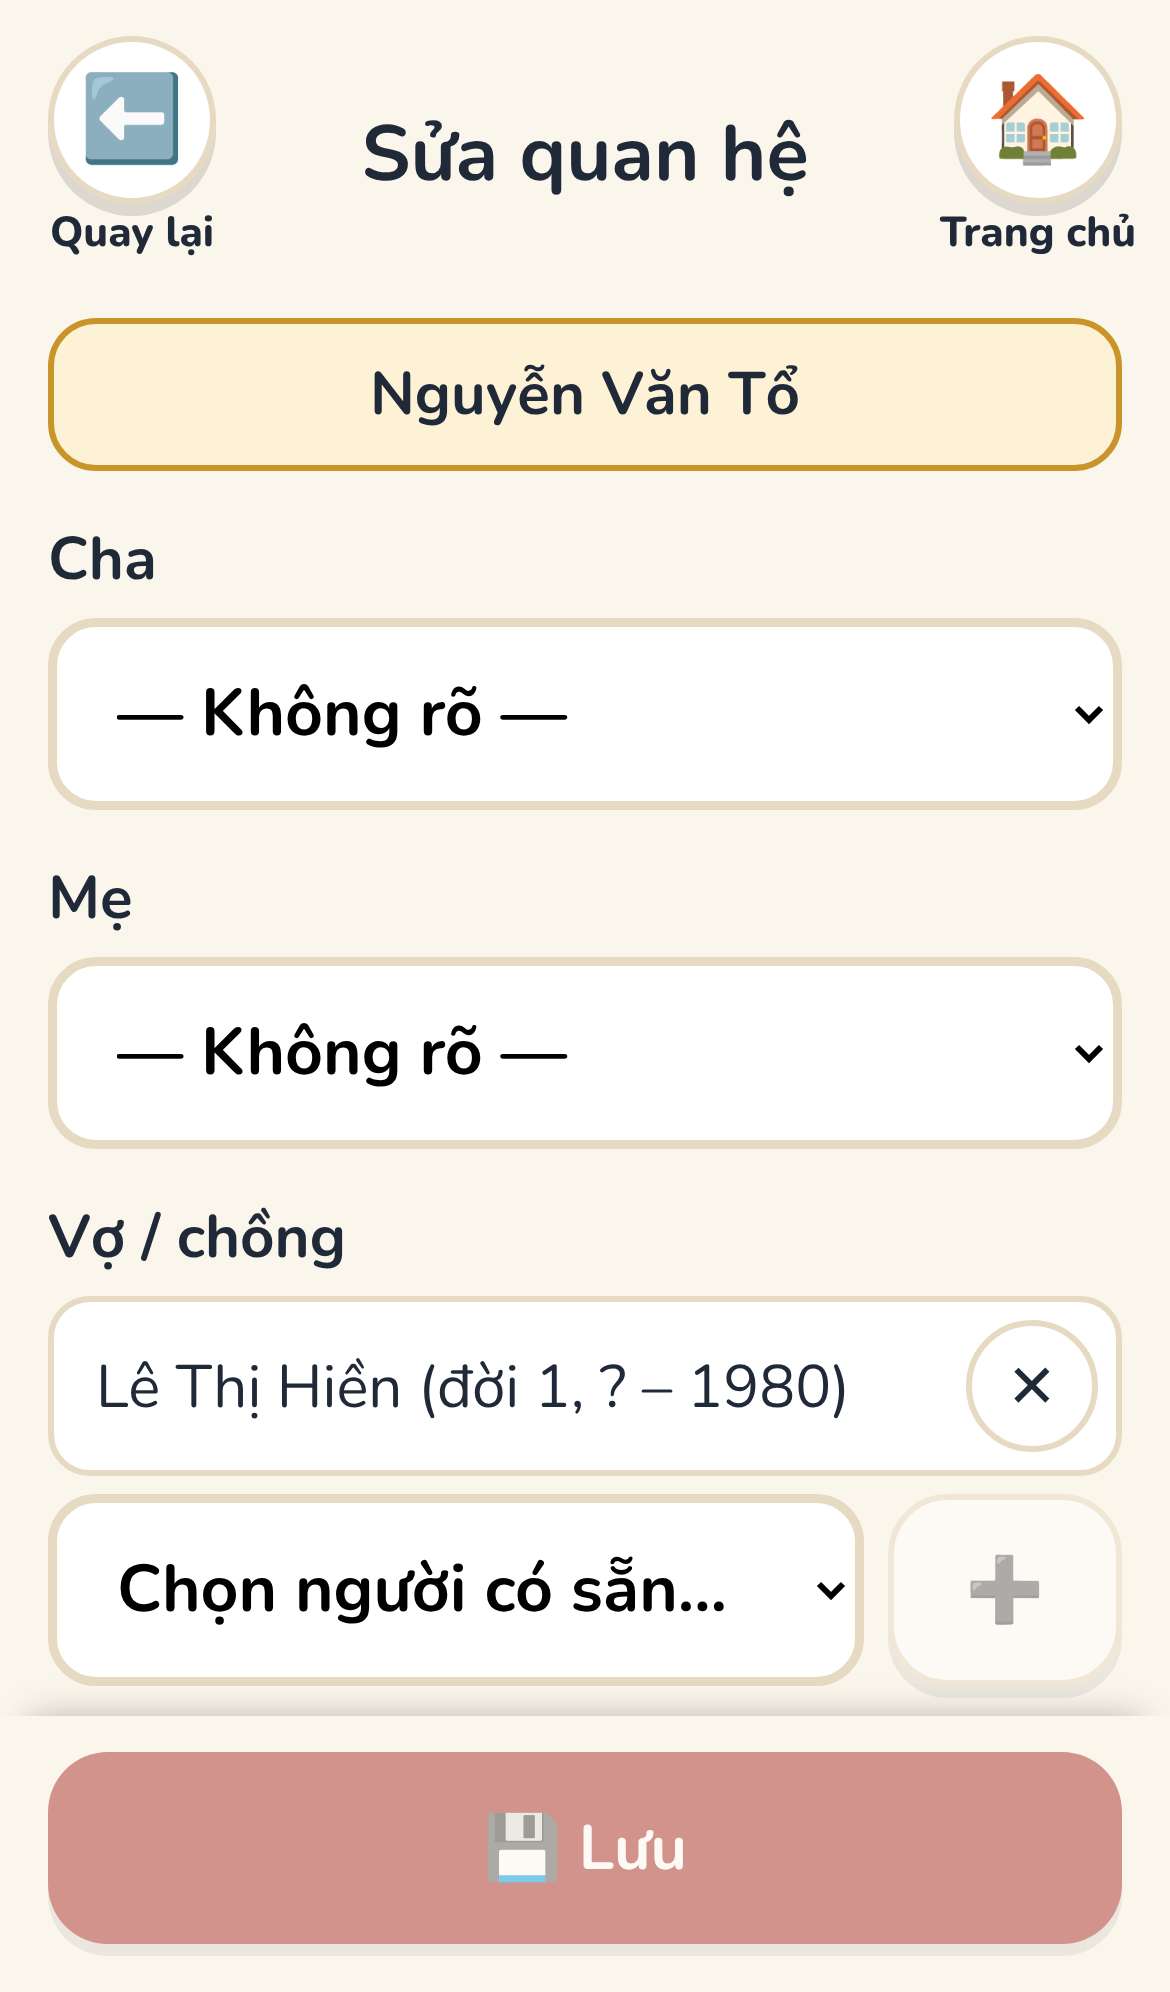 Sửa quan hệ
Quay lại
Trang chủ
Nguyễn Văn Tổ
Cha
— Không rõ —
Mẹ
— Không rõ —
Vợ / chồng
Lê Thị Hiền (đời 1, ? – 1980)
Chọn người có sẵn...
Lưu